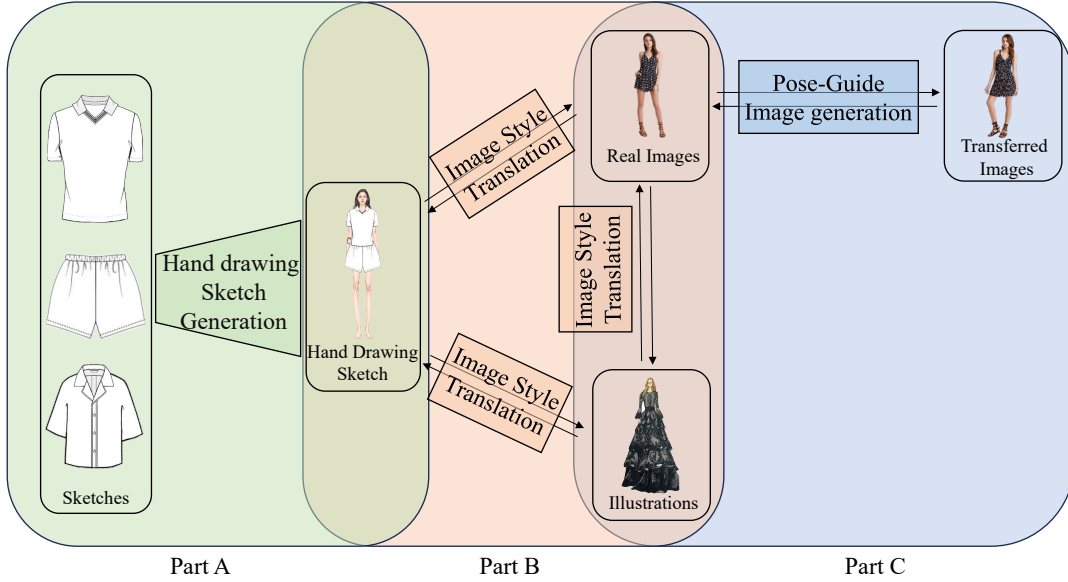 Sketches
Hand drawing
Sketch
Generation
Hand Drawing
Sketch
Image Style
Translation
Image Style
Translation
Real Images
Image Style
Translation
Illustrations
Pose-Guide
Image generation
Transferred
Images
Part A
Part B
Part C